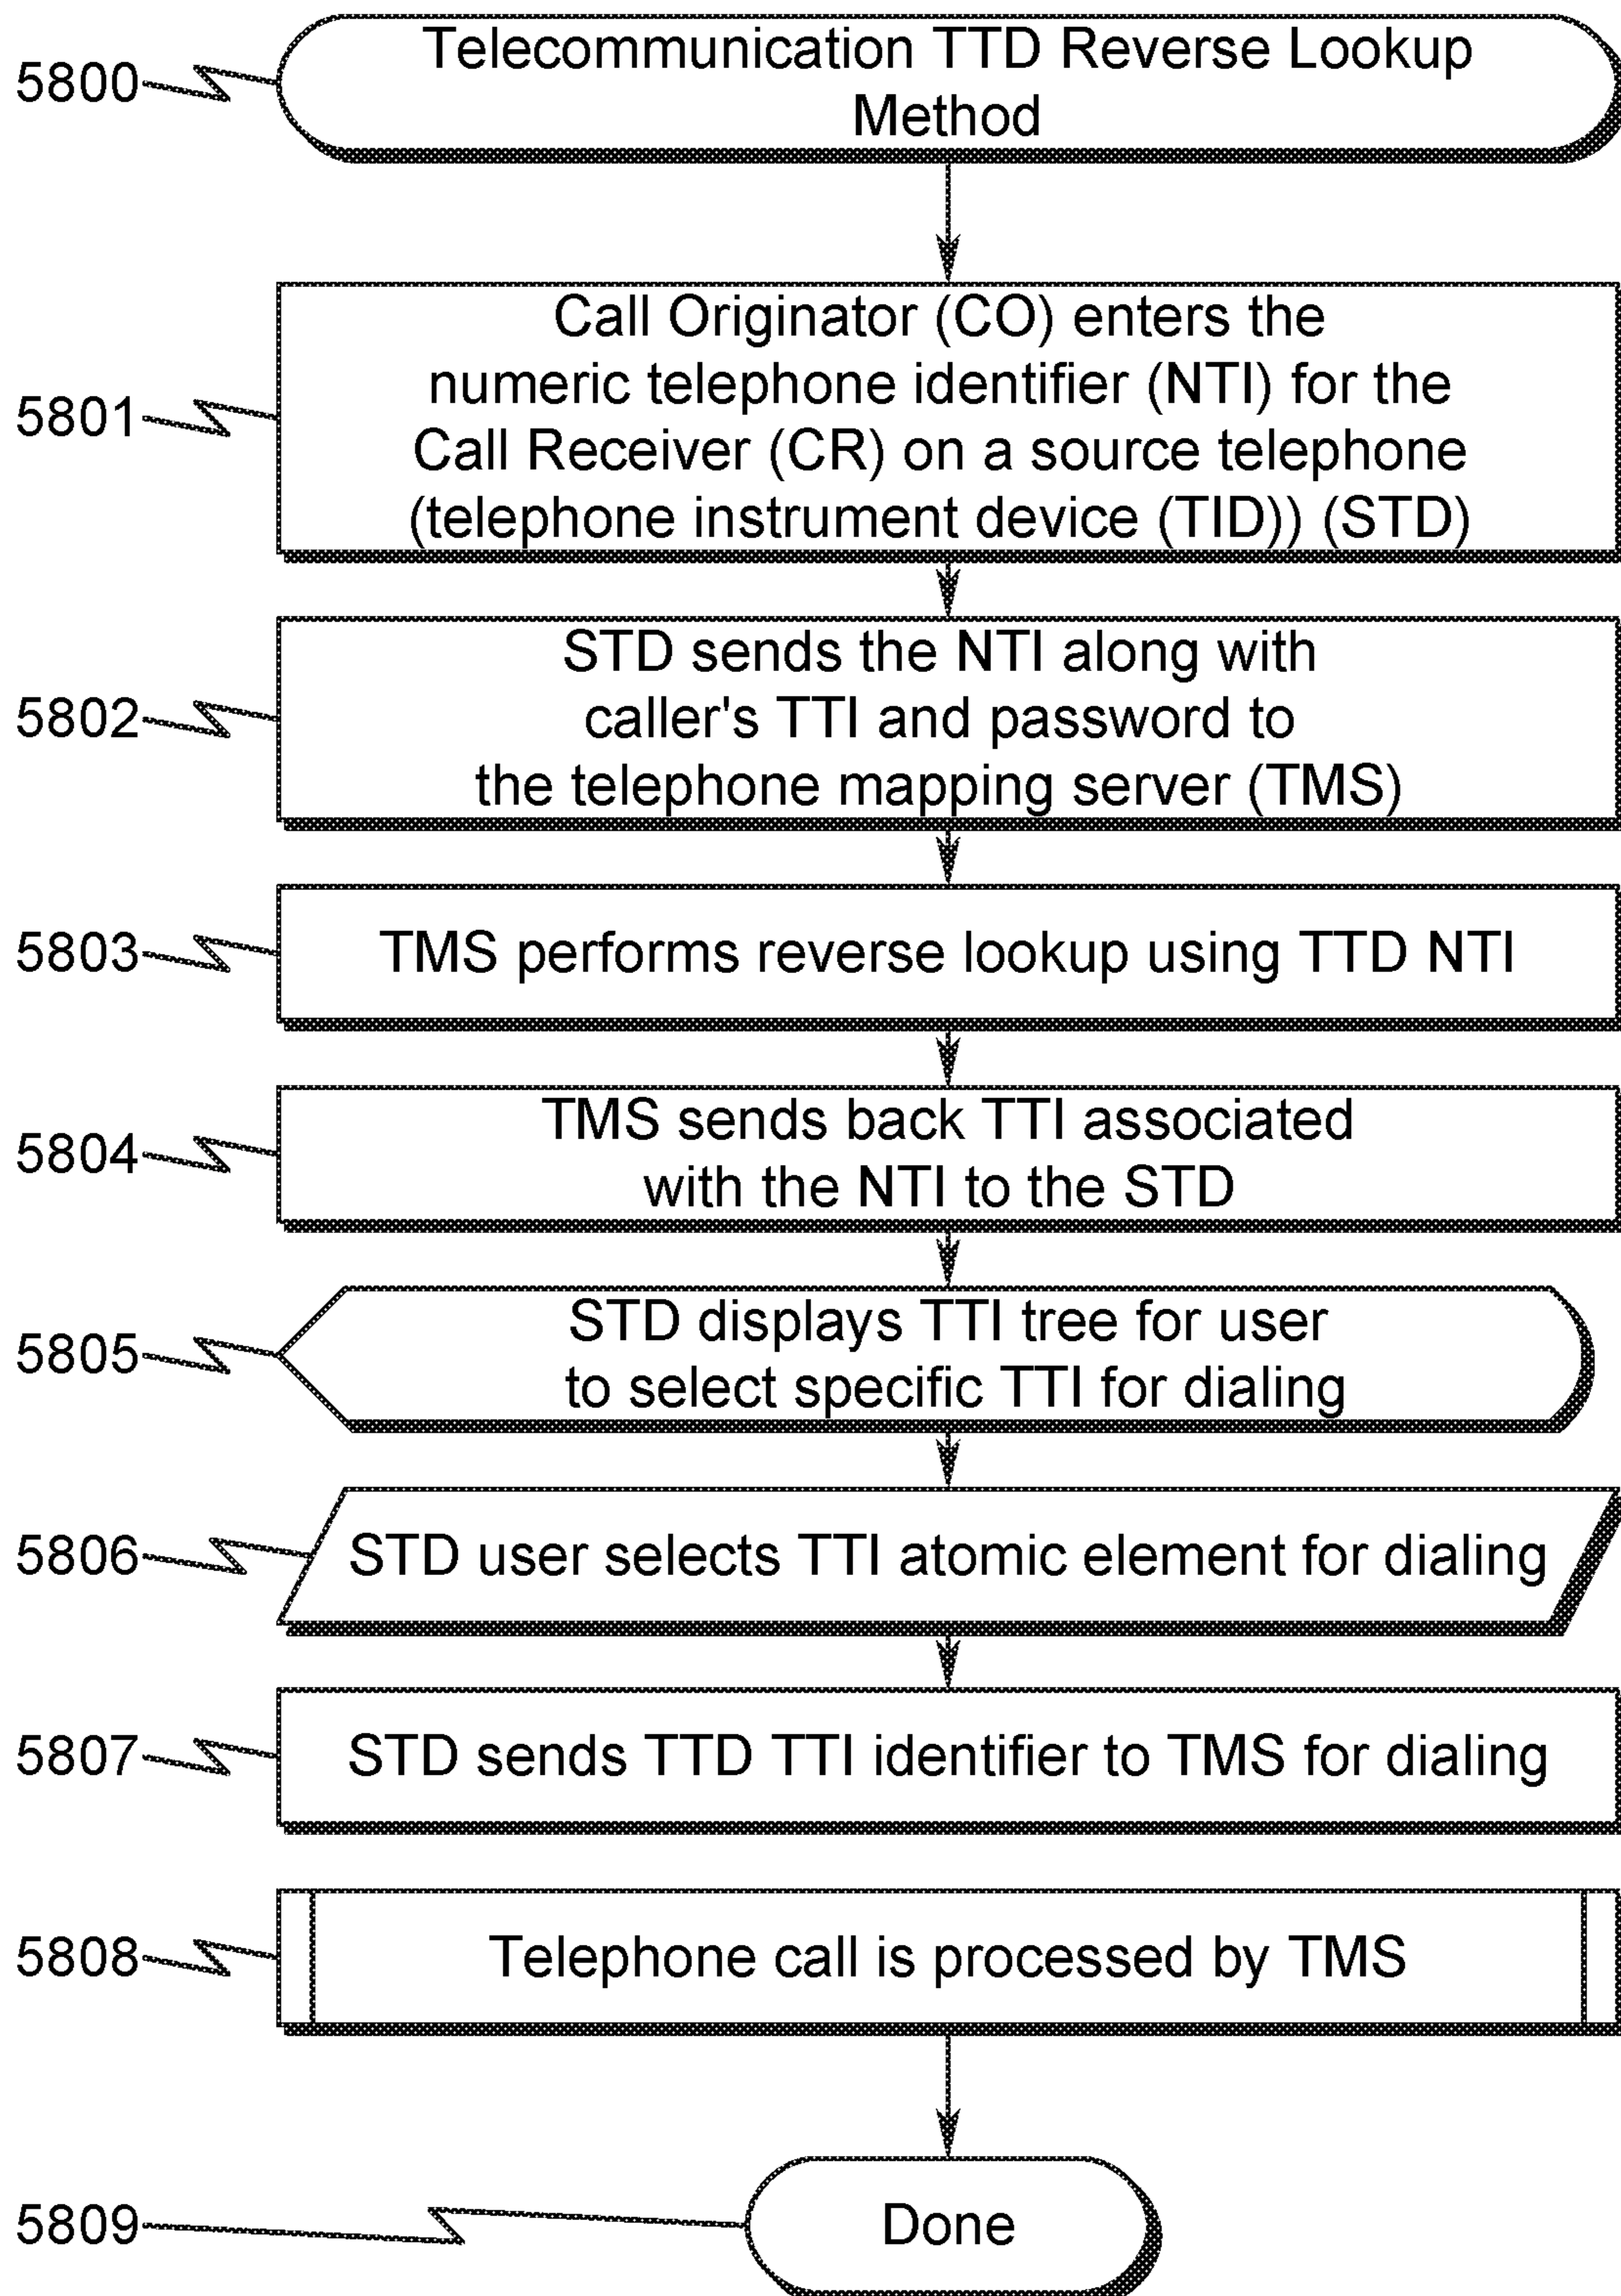 5800
Telecommunication TTD Reverse Lookup
Method
5801
Call Originator (CO) enters the
numeric telephone identifier (NTI) for the
Call Receiver (CR) on a source telephone
(telephone instrument device (TID)) (STD)
5802
STD sends the NTI along with
caller's TTI and password to
the telephone mapping server (TMS)
5803
TMS performs reverse lookup using TTD NTI
5804
TMS sends back TTI associated
with the NTI to the STD
5805
STD displays TTI tree for user
to select specific TTI for dialing
5806
STD user selects TTI atomic element for dialing
5807
STD sends TTD TTI identifier to TMS for dialing
5808
Telephone call is processed by TMS
5809
Done